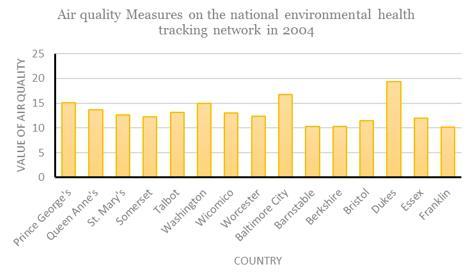 Air quality Measures on the national environmental health
tracking network in 2004
VALUE OF AIR QUALITY
25
20
15
10
5
0
Prince George's
Queen Anne's
St. Mary's
Somerset
Talbot
Washington
Wicomico
Worcester
Baltimore City
Barnstable
Berkshire
Bristol
Dukes
Essex
Franklin
COUNTRY